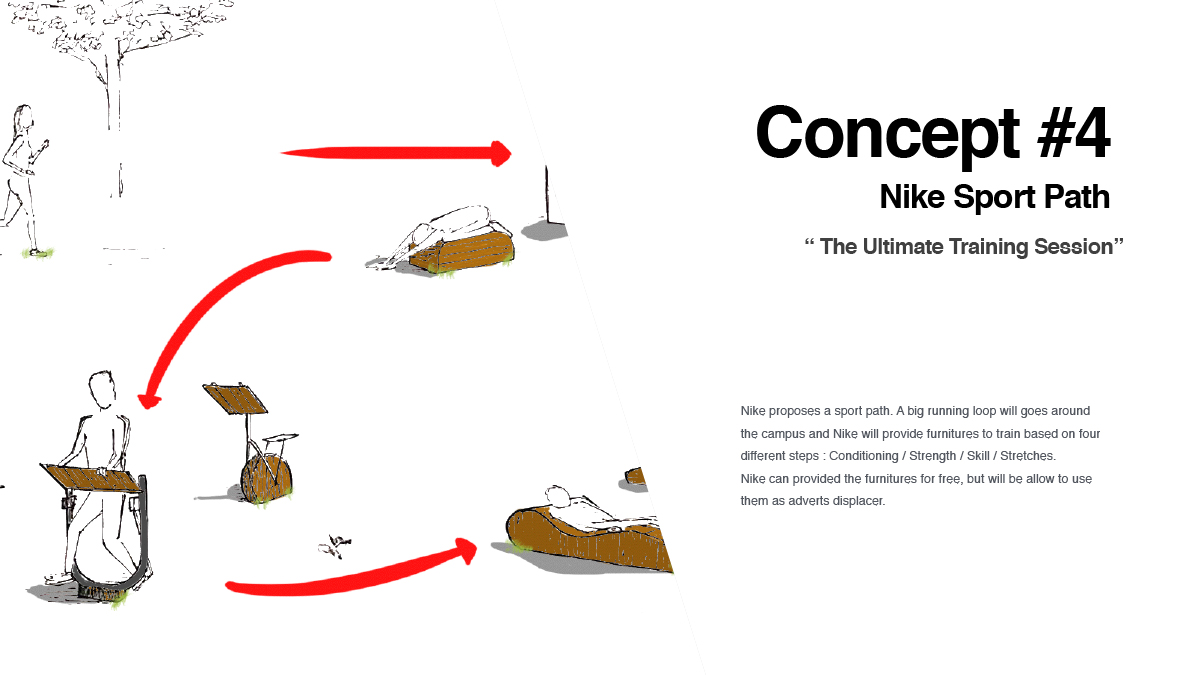 Concept #4
Nike Sport Path
“ The Ultimate Training Session”
Nike proposes a sport path. A big running loop will goes around
the campus and Nike will provide furnitures to train based on four
different steps : Conditioning / Strength / Skill / Stretches.
Nike can provided the furnitures for free, but will be allow to use
them as adverts displacer.